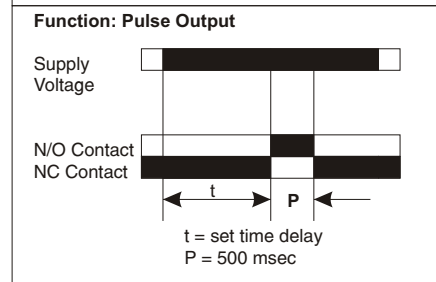 Function: Pulse Output
Supply
Voltage
N/O Contact
NC Contact
t
P
t = set time delay
P = 500 msec